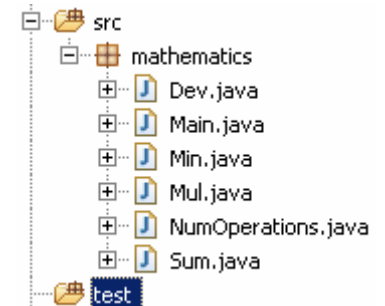 src
mathematics
Dev.java
Main.java
Min.java
Mul.java
NumOperations.java
Sum.java
test